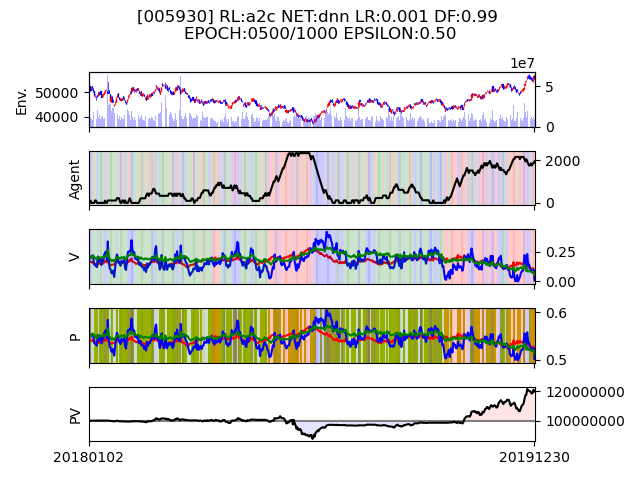 [005930] RL:a2c NET:dnn LR:0.001 DF:0.99
EPOCH:0500/1000 EPSILON:0.50
1e7
Env.
50000
40000
5
0
Agent
2000
0
V
0.25
0.00
P
0.6
0.5
PV
120000000
100000000
20180102
20191230